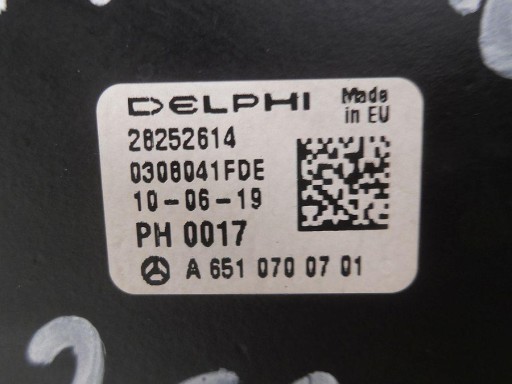 DELPHI Made in EU
28252614
0308041FDE
10-06-19
PH 0017
A 651 070 07 01